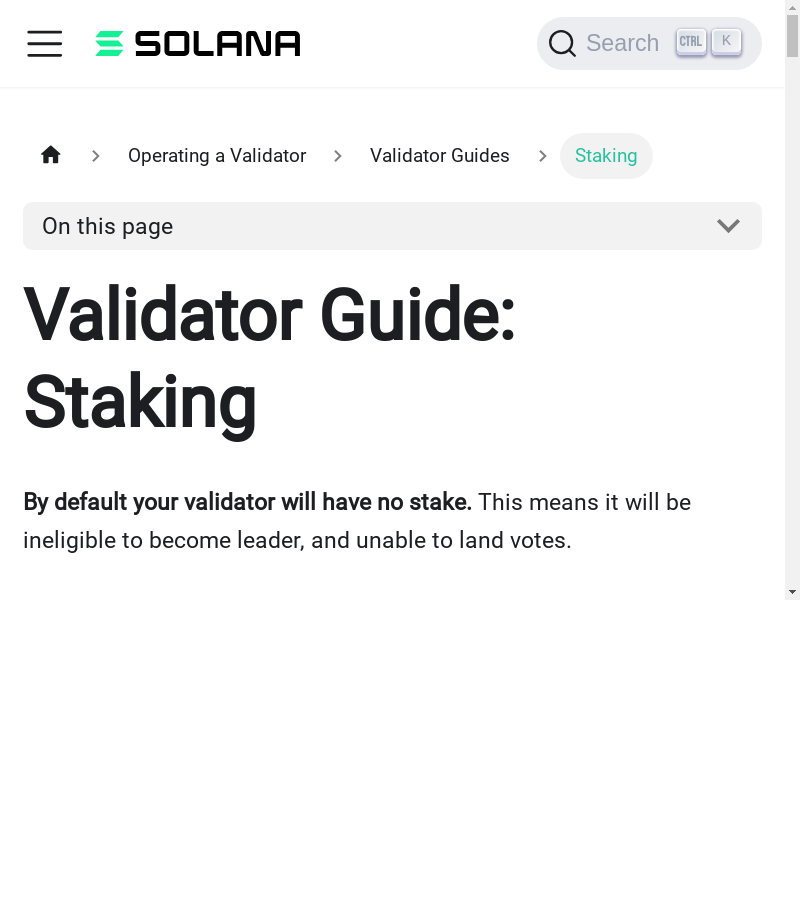 SOLANA
Search CTRL K
Operating a Validator
Validator Guides
Staking
On this page
Validator Guide:
Staking
By default your validator will have no stake. This means it will be
ineligible to become leader, and unable to land votes.